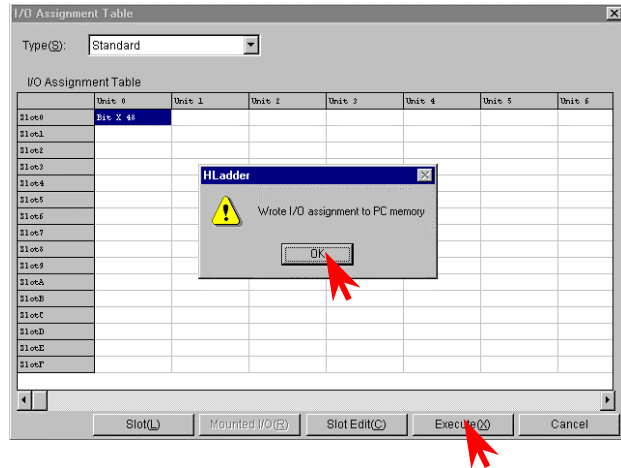 I/O Assignment Table
Type(S): Standard
I/O Assignment Table
Unit 0 Unit 1 Unit 2 Unit 3 Unit 4 Unit 5 Unit 6
Slot0 Bit X 48
Slot1
Slot2
Slot3
Slot4
Slot5
Slot6
Slot7
Slot8
Slot9
SlotA
SlotB
SlotC
SlotD
SlotE
SlotF
HLadder
Wrote I/O assignment to PC memory
OK
Slot(L) Mounted I/O(R) Slot Edit(C) Execute(X) Cancel